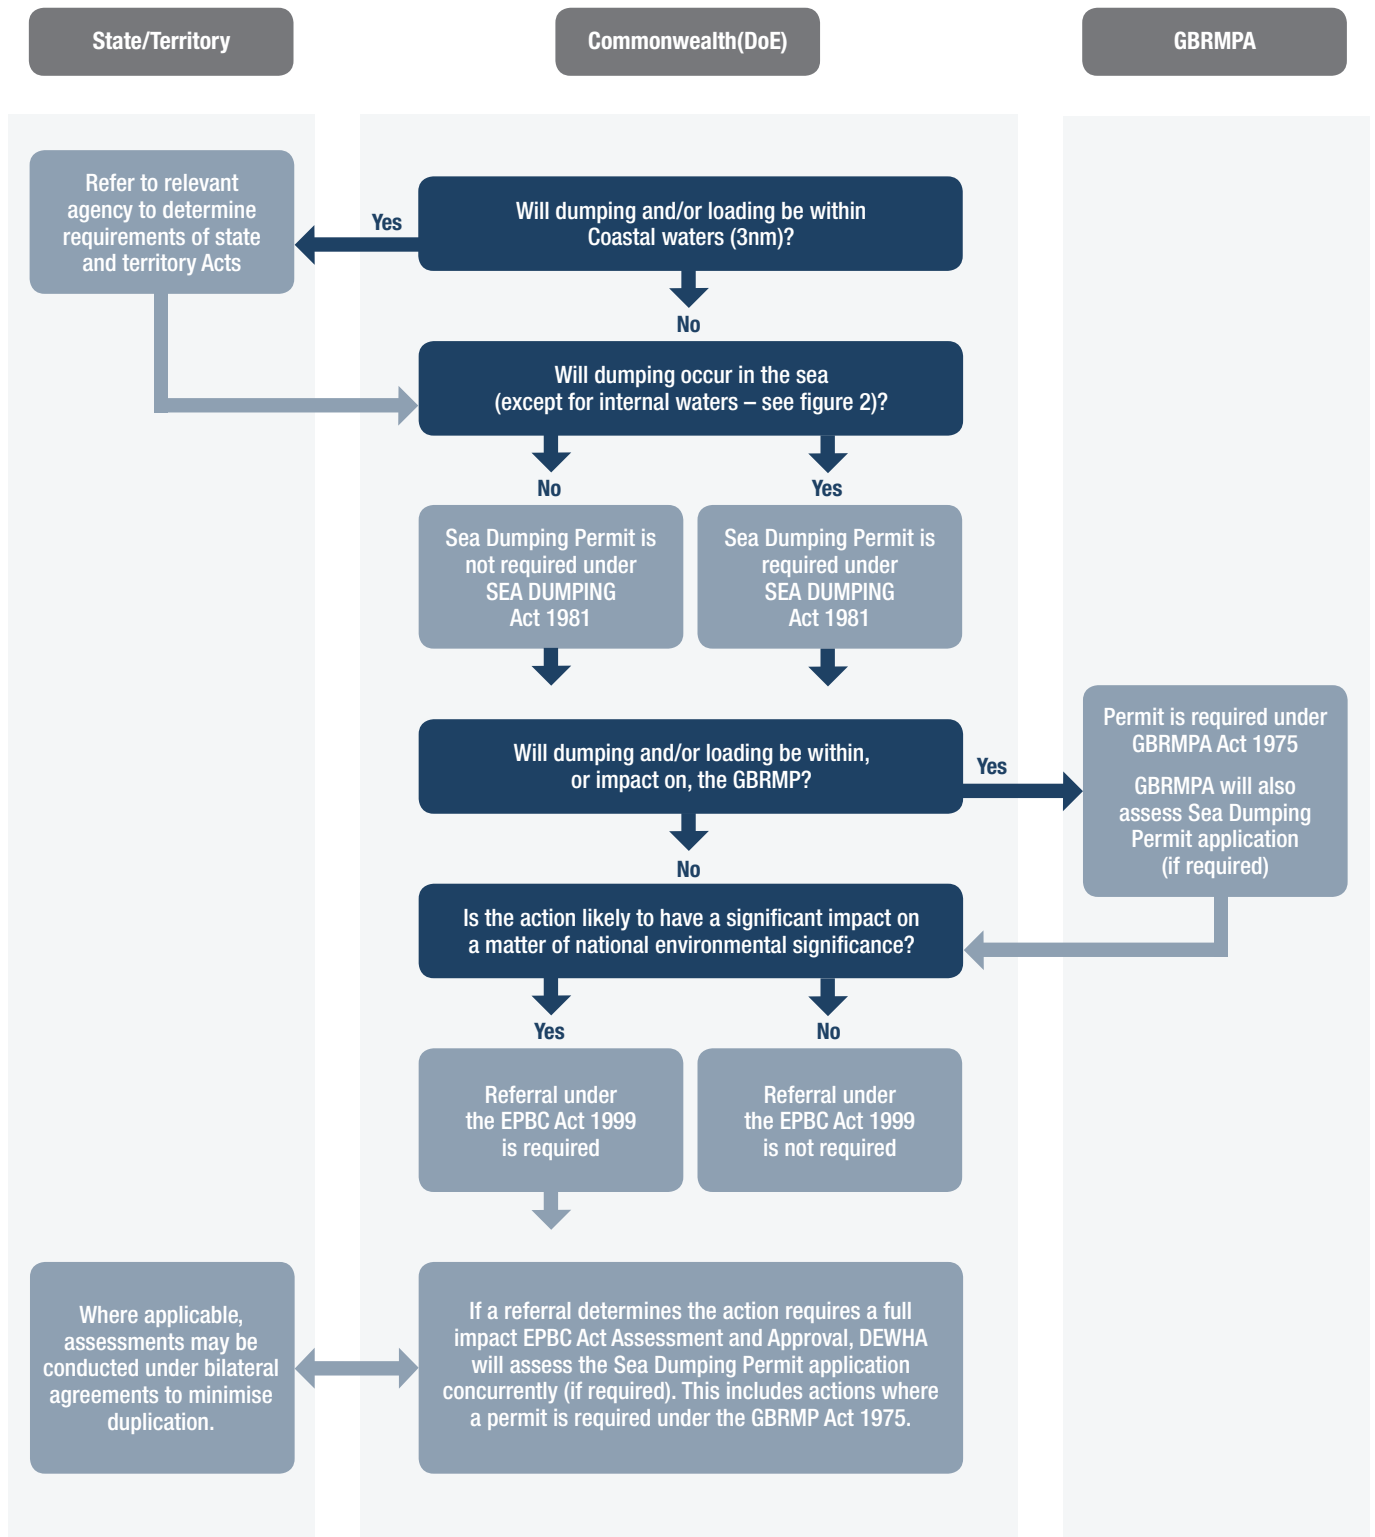 State/Territory
Commonwealth(DoE)
GBRMPA
Refer to relevant
agency to determine
requirements of state
and territory Acts
Yes
Will dumping and/or loading be within
Coastal waters (3nm)?
No
Will dumping occur in the sea
(except for internal waters – see figure 2)?
No
Yes
Sea Dumping Permit is
not required under
SEA DUMPING
Act 1981
Sea Dumping Permit is
required under
SEA DUMPING
Act 1981
Will dumping and/or loading be within,
or impact on, the GBRMP?
Yes
Permit is required under
GBRMPA Act 1975
GBRMPA will also
assess Sea Dumping
Permit application
(if required)
No
Is the action likely to have a significant impact on
a matter of national environmental significance?
Yes
No
Referral under
the EPBC Act 1999
is required
Referral under
the EPBC Act 1999
is not required
Where applicable,
assessments may be
conducted under bilateral
agreements to minimise
duplication.
If a referral determines the action requires a full
impact EPBC Act Assessment and Approval, DEWHA
will assess the Sea Dumping Permit application
concurrently (if required). This includes actions where
a permit is required under the GBRMP Act 1975.